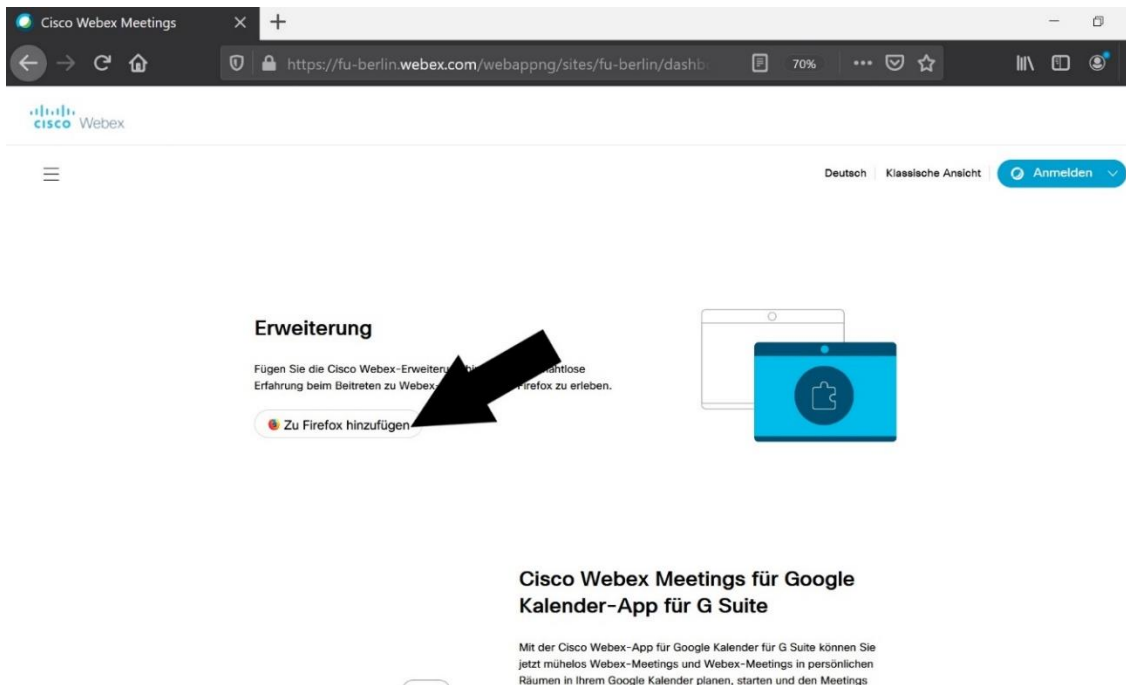 Cisco Webex Meetings
https://fu-berlin.webex.com/webappng/sites/fu-berlin/dashb
70%
CISCO Webex
Deutsch Klassische Ansicht Anmelden
Erweiterung
Fügen Sie die Cisco Webex-Erweiterung
Erfahrung beim Beitreten zu Webex- Firefox zu erleben.
Zu Firefox hinzufügen
Cisco Webex Meetings für Google
Kalender-App für G Suite
Mit der Cisco Webex-App für Google Kalender für G Suite können Sie
jetzt mühelos Webex-Meetings und Webex-Meetings in persönlichen
Räumen in Ihrem Google Kalender planen, starten und den Meetings